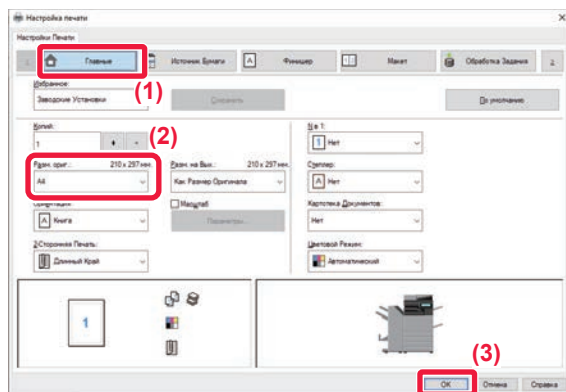 Настройка печати
Настройки Печати
Главные
Источник Бумаги
Финишер
Макет
Обработка Задания
2
Избранное:
(1)
Заводские Установки
Сохранить
По умолчанию
Копий:
(2)
N в 1:
1
+
-
1
Нет
Разм. ориг.:
210 x 297 мм.
Разм. на Вых.:
210 x 297 мм.
Степлер:
A4
Как Размер Оригинала
Нет
Ориентация:
Масштаб
Картотека Документов:
Книга
Параметры...
Нет
2-Сторонняя Печать:
Цветовой Режим:
Длинный Край
Автоматический
1
(3)
OK
Отмена
Справка